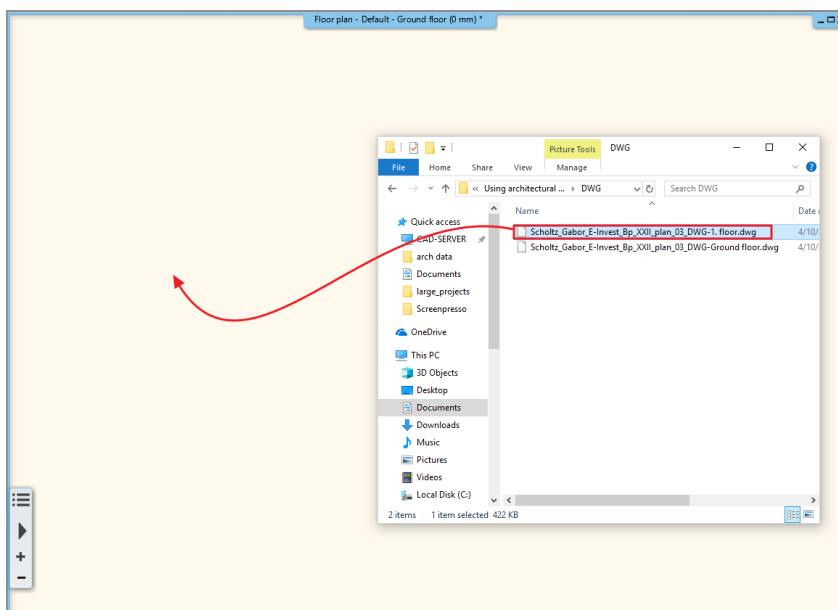 Floor plan - Default - Ground floor (0 mm) *
Picture Tools DWG
File Home Share View Manage
« Using architectural ... › DWG Search DWG
Name Date
Quick access
CAD-SERVER
arch data
Documents
large_projects
Screenpresso
OneDrive
This PC
3D Objects
Desktop
Documents
Downloads
Music
Pictures
Videos
Local Disk (C:)
Scholtz_Gabor_E-Invest_Bp_XXII_plan_03_DWG-1. floor.dwg 4/10/
Scholtz_Gabor_E-Invest_Bp_XXII_plan_03_DWG-Ground floor.dwg 4/10/
2 items 1 item selected 422 KB